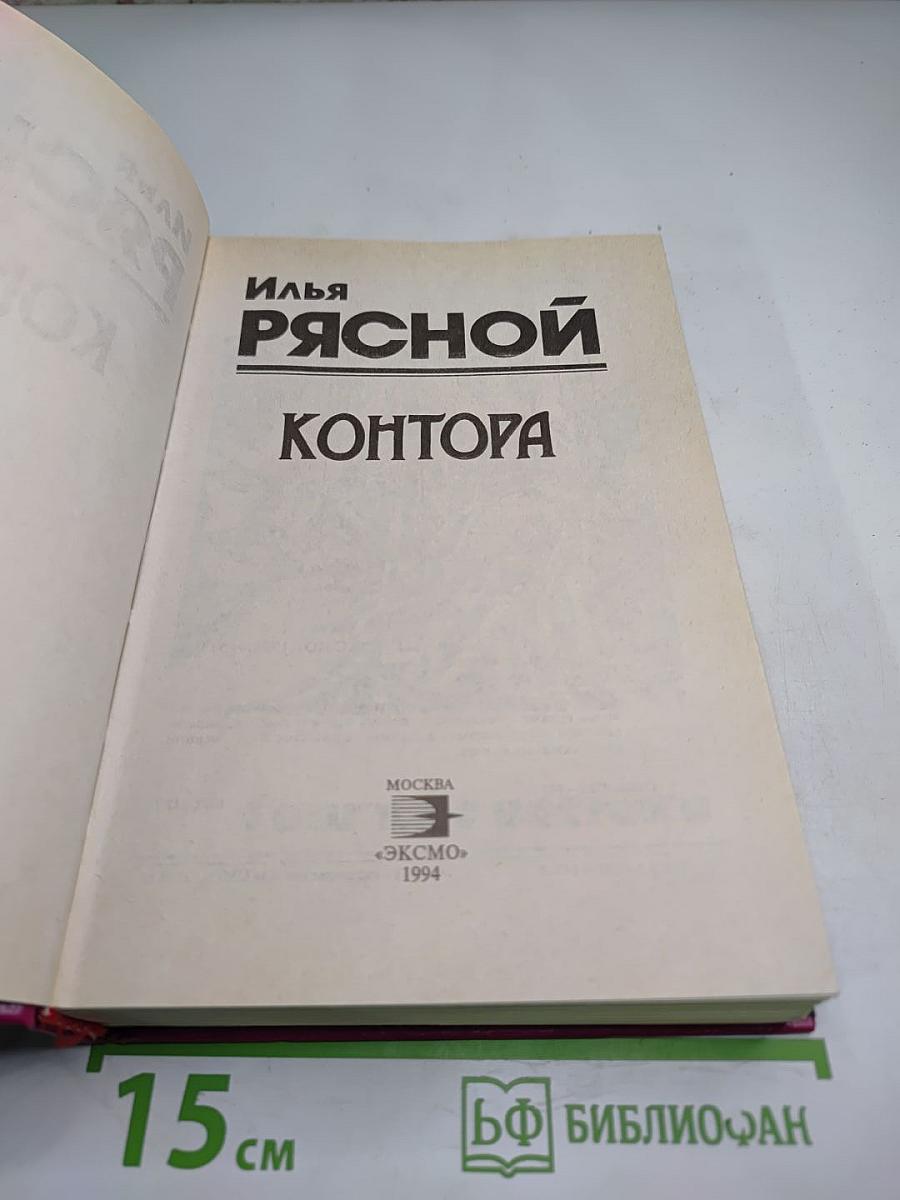 Илья
РЯСНОЙ
КОНТОРА
МОСКВА
«ЭКСМО»
1994
15 см
БФ БИБЛИОФАН